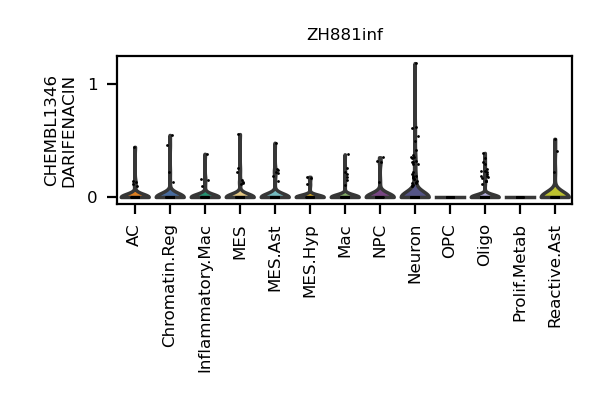 ZH881inf
CHEMBL1346
DARIFENACIN
1
0
AC
Chromatin.Reg
Inflammatory.Mac
MES
MES.Ast
MES.Hyp
Mac
NPC
Neuron
OPC
Oligo
Prolif.Metab
Reactive.Ast